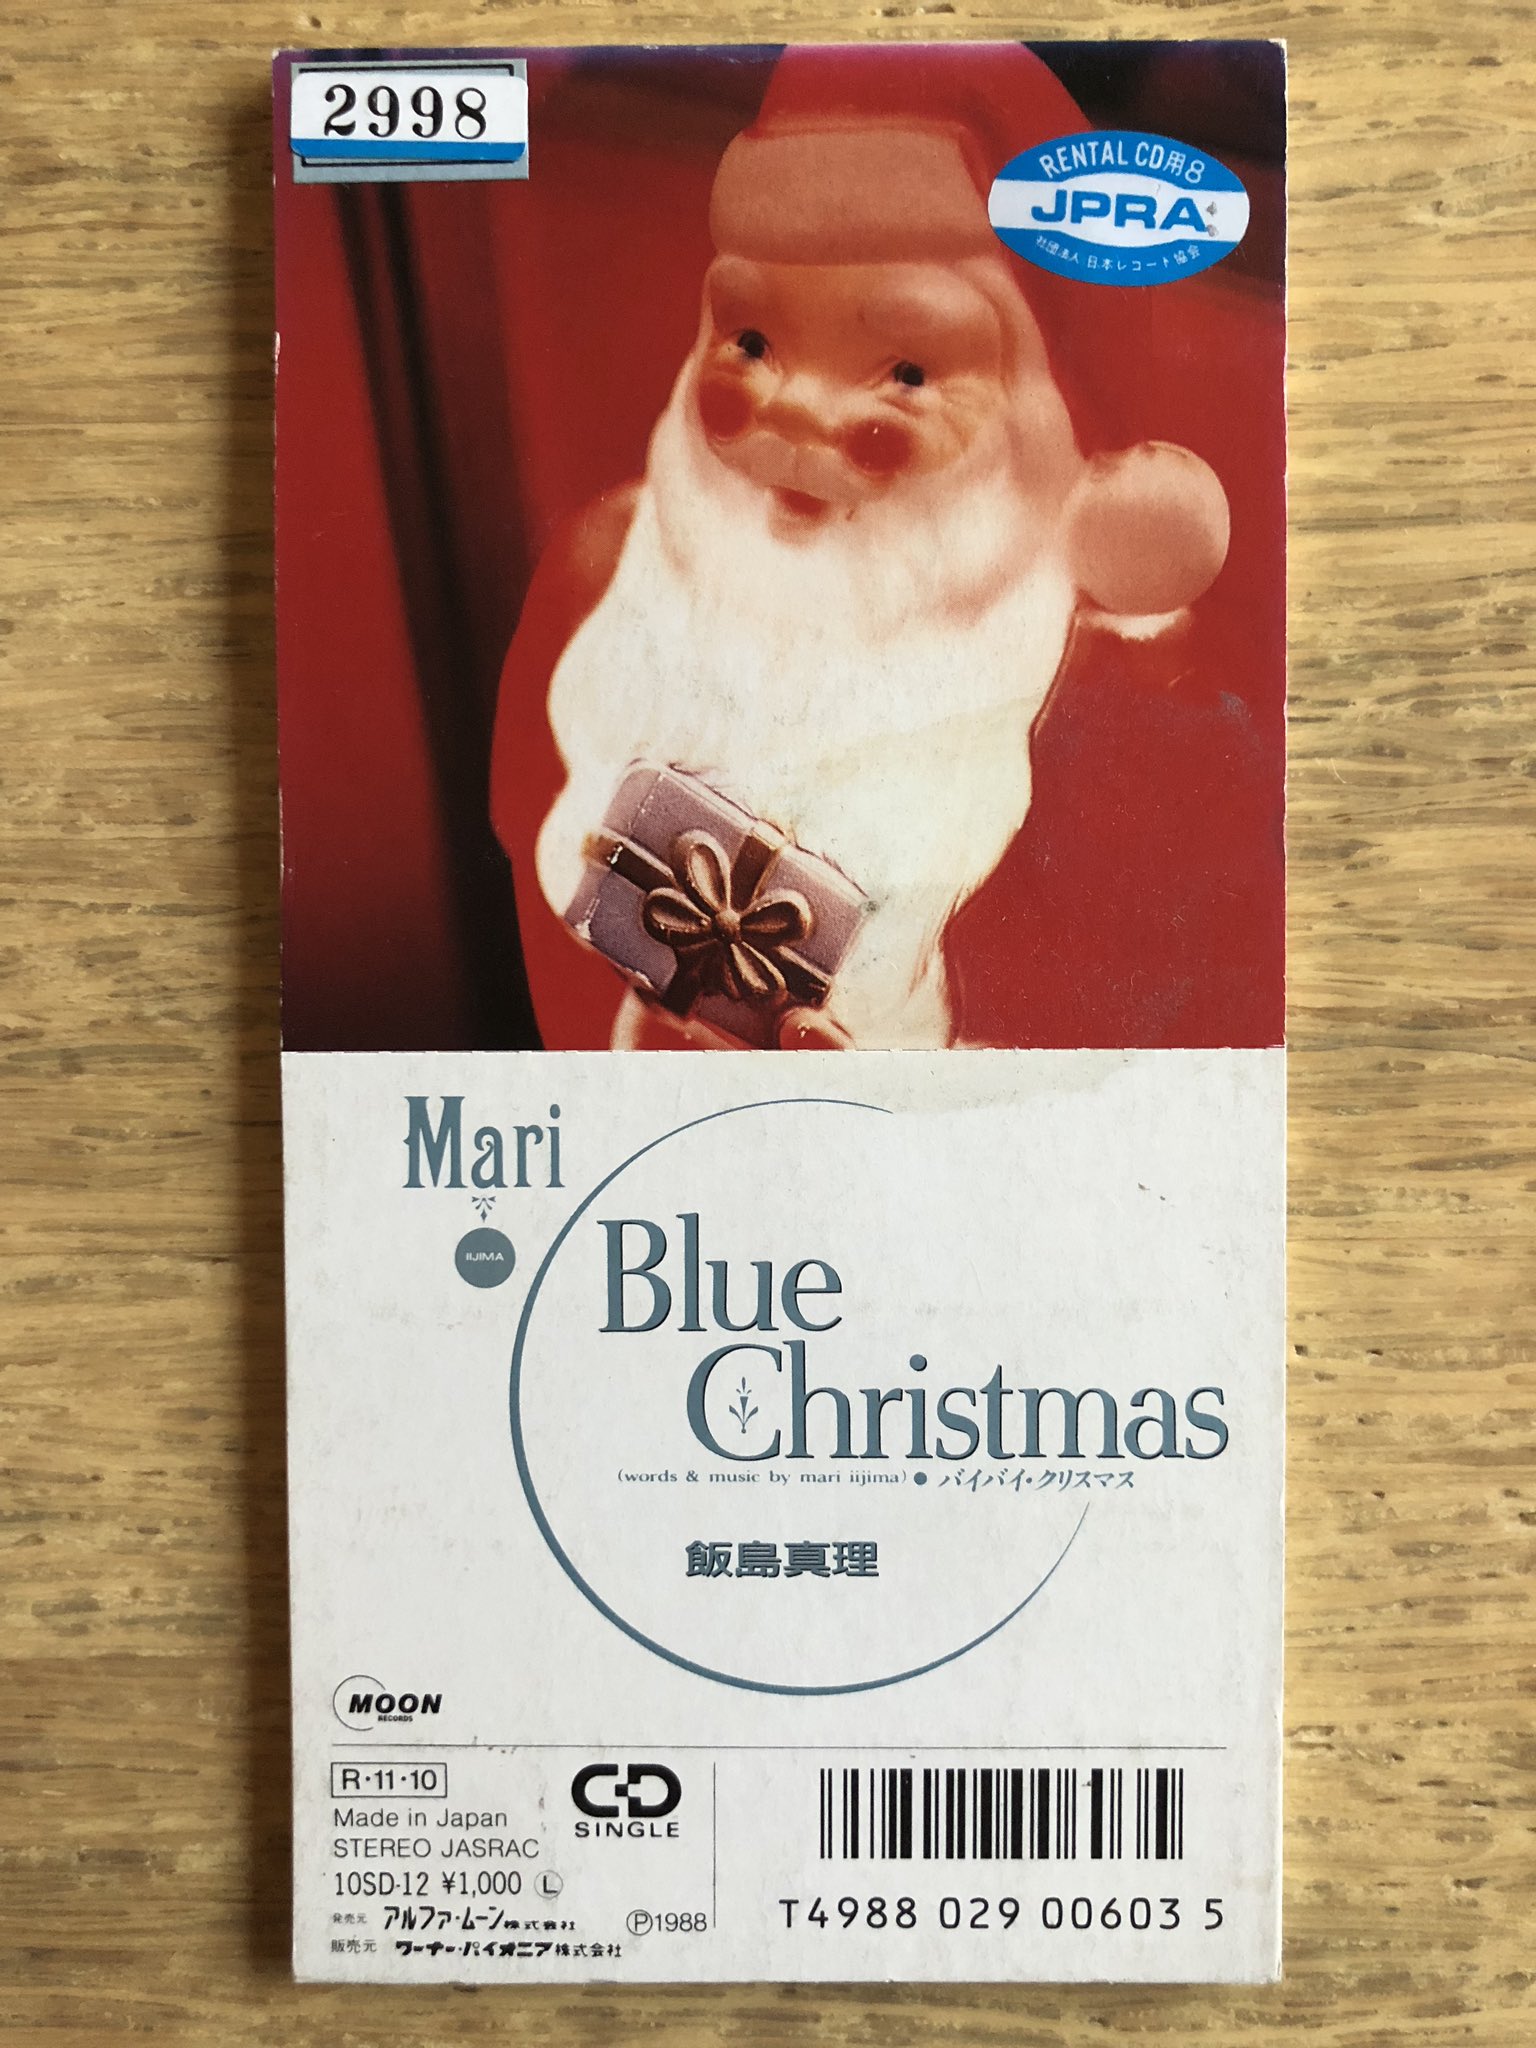 2998
RENTAL CD用8
JPRA
社団法人 日本レコード協会
Mari
IIJIMA
Blue
Christmas
(words & music by mari iijima) ● バイバイ・クリスマス
飯島真理
MOON
RECORDS
R・11・10
Made in Japan
STEREO JASRAC
10SD-12 ¥1,000 Ⓛ
発売元 アルファ・ムーン株式会社
販売元 ワーナー・パイオニア株式会社
Ⓟ1988
CD
SINGLE
T4988 029 00603 5